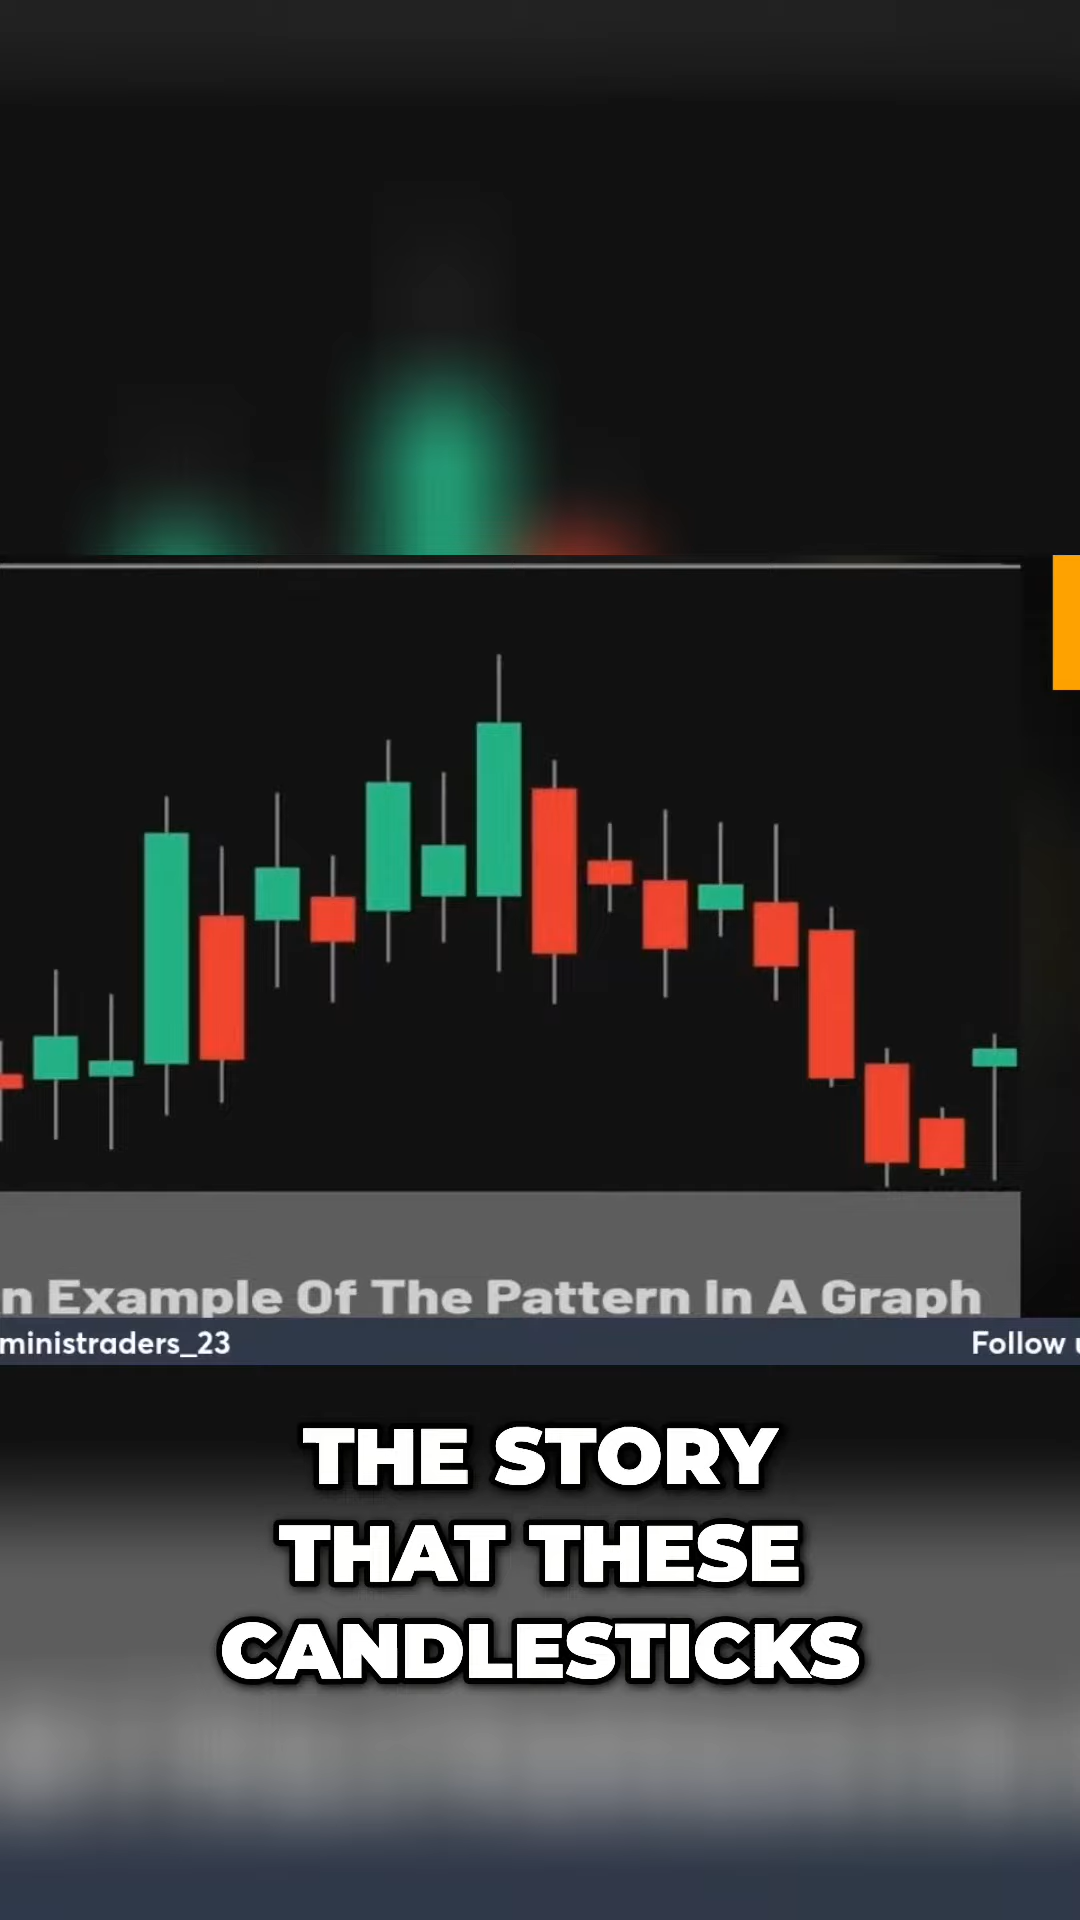 n Example Of The Pattern In A Graph
ministraders_23
Follow u
THE STORY
THAT THESE
CANDLESTICKS